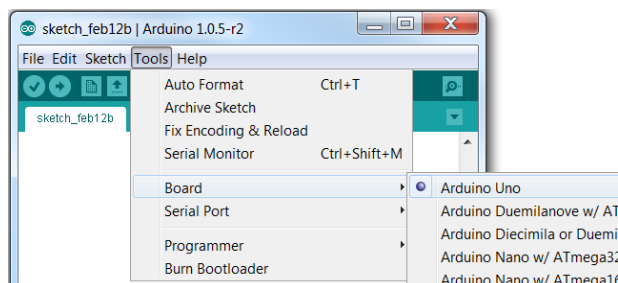 sketch_feb12b | Arduino 1.0.5-r2
File Edit Sketch Tools Help
Auto Format Ctrl+T
sketch_feb12b
Archive Sketch
Fix Encoding & Reload
Serial Monitor Ctrl+Shift+M
Board
Arduino Uno
Serial Port
Arduino Duemilanove w/
Arduino Diecimila or
Programmer
Arduino Nano w/
Burn Bootloader
Arduino Nano w/